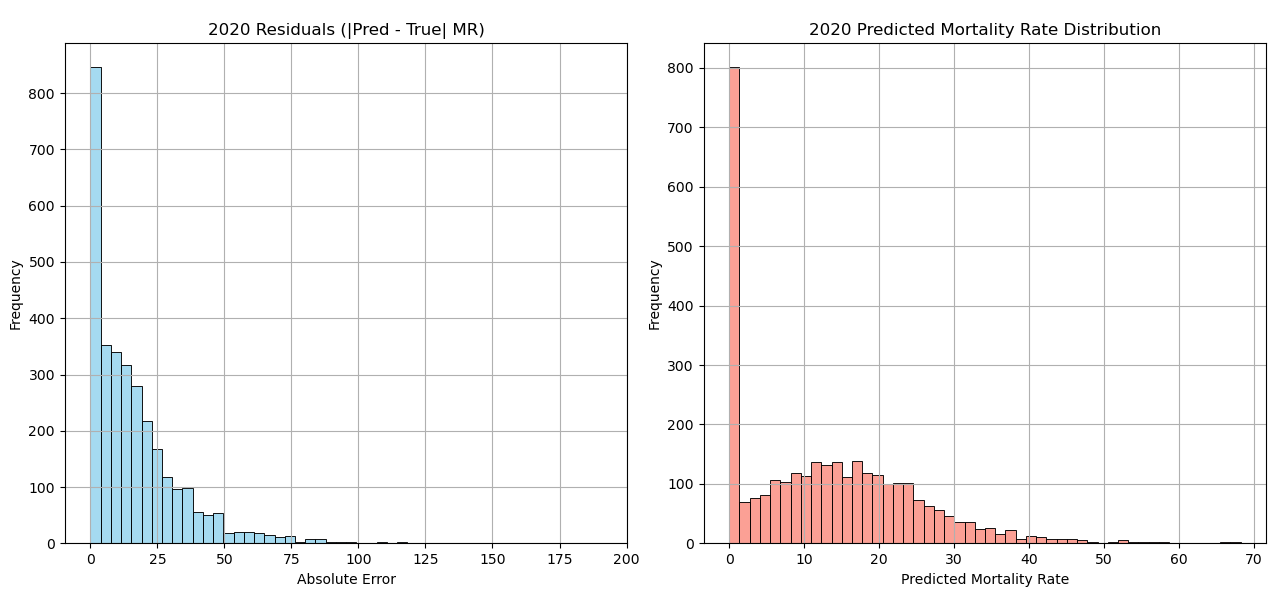 2020 Residuals (|Pred - True| MR)
Frequency
800
700
600
500
400
300
200
100
0
0 25 50 75 100 125 150 175 200
Absolute Error
2020 Predicted Mortality Rate Distribution
Frequency
800
700
600
500
400
300
200
100
0
0 10 20 30 40 50 60 70
Predicted Mortality Rate